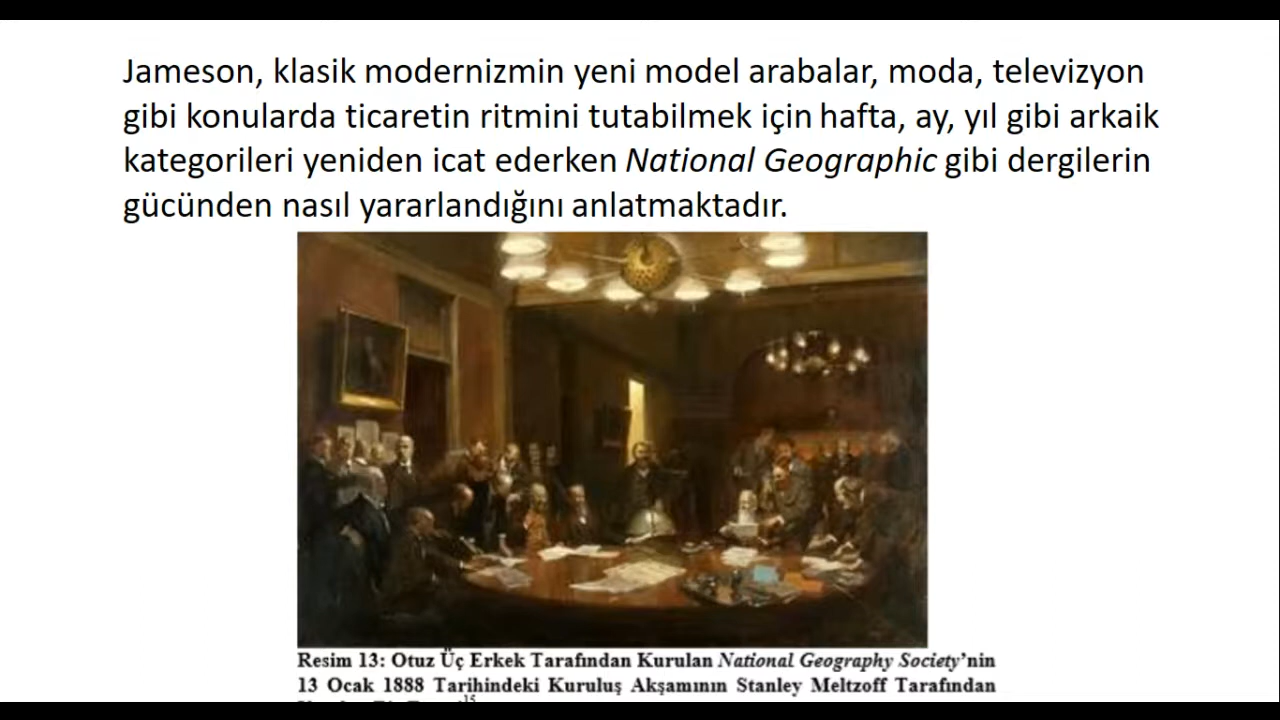 Jameson, klasik modernizmin yeni model arabalar, moda, televizyon
gibi konularda ticaretin ritmini tutabilmek için hafta, ay, yıl gibi arkaik
kategorileri yeniden icat ederken National Geographic gibi dergilerin
gücünden nasıl yararlandığını anlatmaktadır.
Resim 13: Otuz Üç Erkek Tarafından Kurulan National Geography Society'nin
13 Ocak 1888 Tarihindeki Kuruluş Akşamının Stanley Meltzoff Tarafından
15